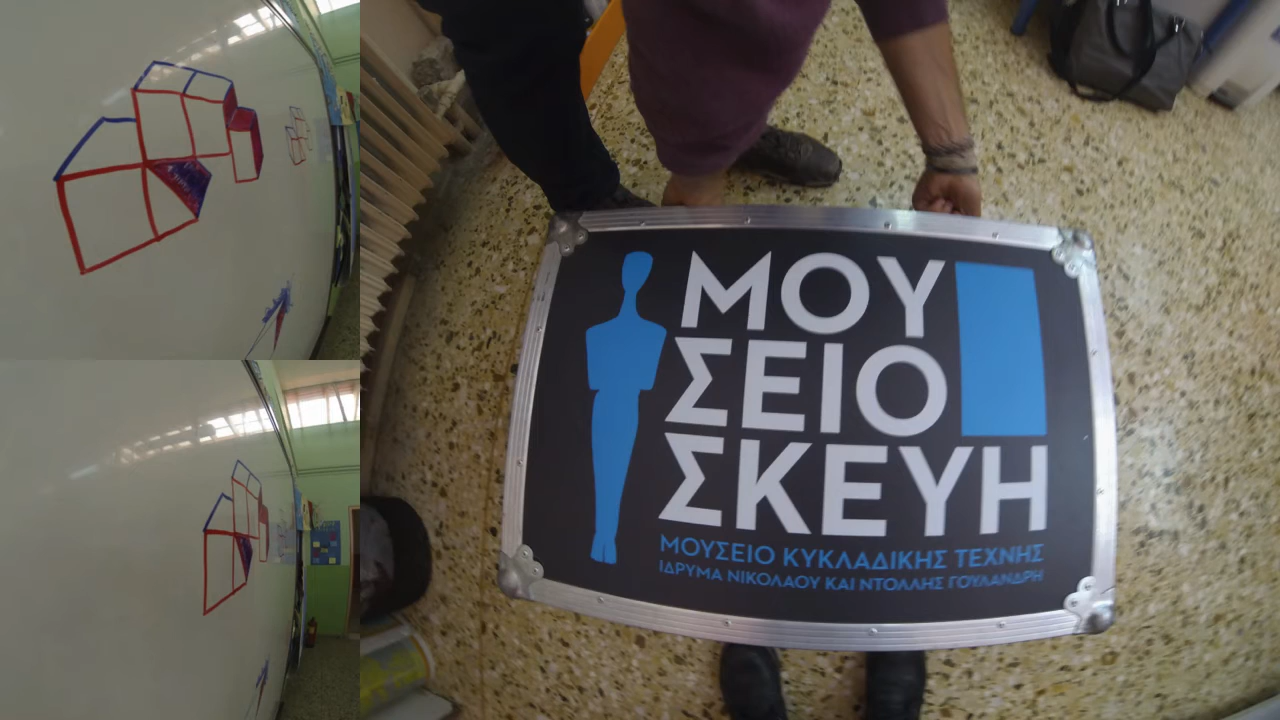 ΜΟΥ
ΣΕΙΟ
ΣΚΕΥΗ
ΜΟΥΣΕΙΟ ΚΥΚΛΑΔΙΚΗΣ ΤΕΧΝΗΣ
ΙΔΡΥΜΑ ΝΙΚΟΛΑΟΥ ΚΑΙ ΝΤΟΛΛΗΣ ΓΟΥΛΑΝΔΡΗ